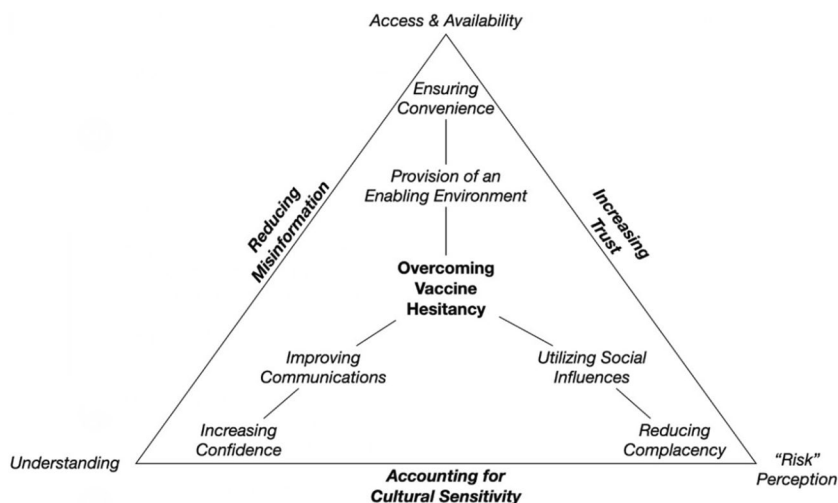 Access & Availability
Ensuring
Convenience
Provision of an
Enabling Environment
Reducing
Misinformation
Increasing
Trust
Overcoming
Vaccine
Hesitancy
Improving
Communications
Utilizing Social
Influences
Increasing
Confidence
Reducing
Complacency
Understanding
“Risk”
Perception
Accounting for
Cultural Sensitivity